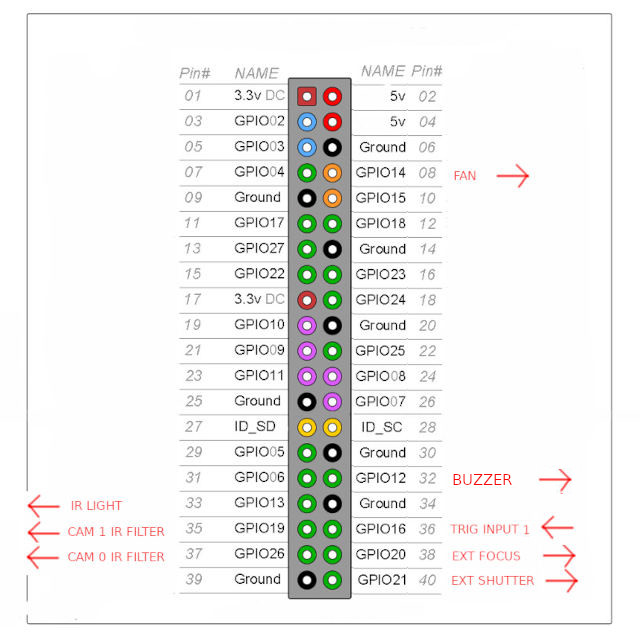 Pin# NAME NAME Pin#
01 3.3v DC 5v 02
03 GPIO02 5v 04
05 GPIO03 Ground 06
07 GPIO04 GPIO14 08 FAN
09 Ground GPIO15 10
11 GPIO17 GPIO18 12
13 GPIO27 Ground 14
15 GPIO22 GPIO23 16
17 3.3v DC GPIO24 18
19 GPIO10 Ground 20
21 GPIO09 GPIO25 22
23 GPIO11 GPIO08 24
25 Ground GPIO07 26
27 ID_SD ID_SC 28
29 GPIO05 Ground 30
31 GPIO06 GPIO12 32 BUZZER
IR LIGHT 33 GPIO13 Ground 34
CAM 1 IR FILTER 35 GPIO19 GPIO16 36 TRIG INPUT 1
CAM 0 IR FILTER 37 GPIO26 GPIO20 38 EXT FOCUS
39 Ground GPIO21 40 EXT SHUTTER